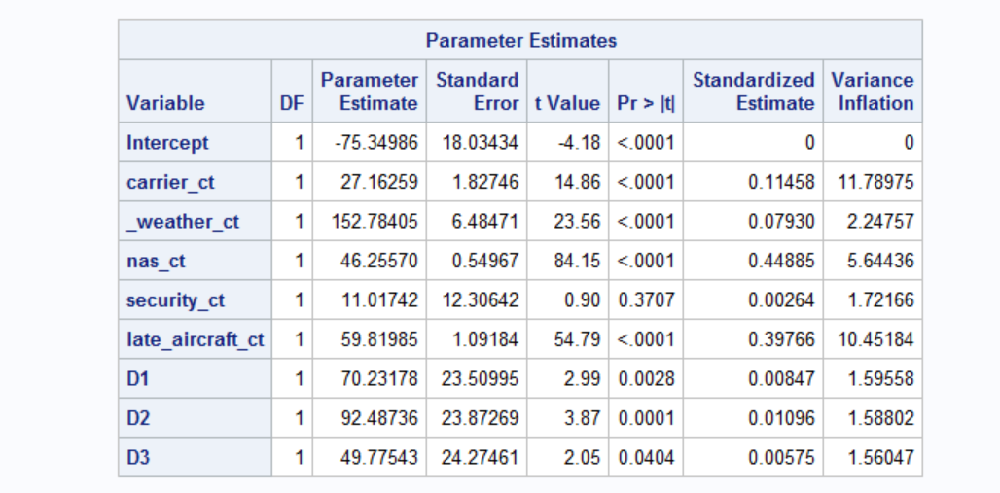 Parameter Estimates
Variable DF Parameter Estimate Standard Error t Value Pr > |t| Standardized Estimate Variance Inflation
Intercept 1 -75.34986 18.03434 -4.18 <.0001 0 0
carrier_ct 1 27.16259 1.82746 14.86 <.0001 0.11458 11.78975
_weather_ct 1 152.78405 6.48471 23.56 <.0001 0.07930 2.24757
nas_ct 1 46.25570 0.54967 84.15 <.0001 0.44885 5.64436
security_ct 1 11.01742 12.30642 0.90 0.3707 0.00264 1.72166
late_aircraft_ct 1 59.81985 1.09184 54.79 <.0001 0.39766 10.45184
D1 1 70.23178 23.50995 2.99 0.0028 0.00847 1.59558
D2 1 92.48736 23.87269 3.87 0.0001 0.01096 1.58802
D3 1 49.77543 24.27461 2.05 0.0404 0.00575 1.56047